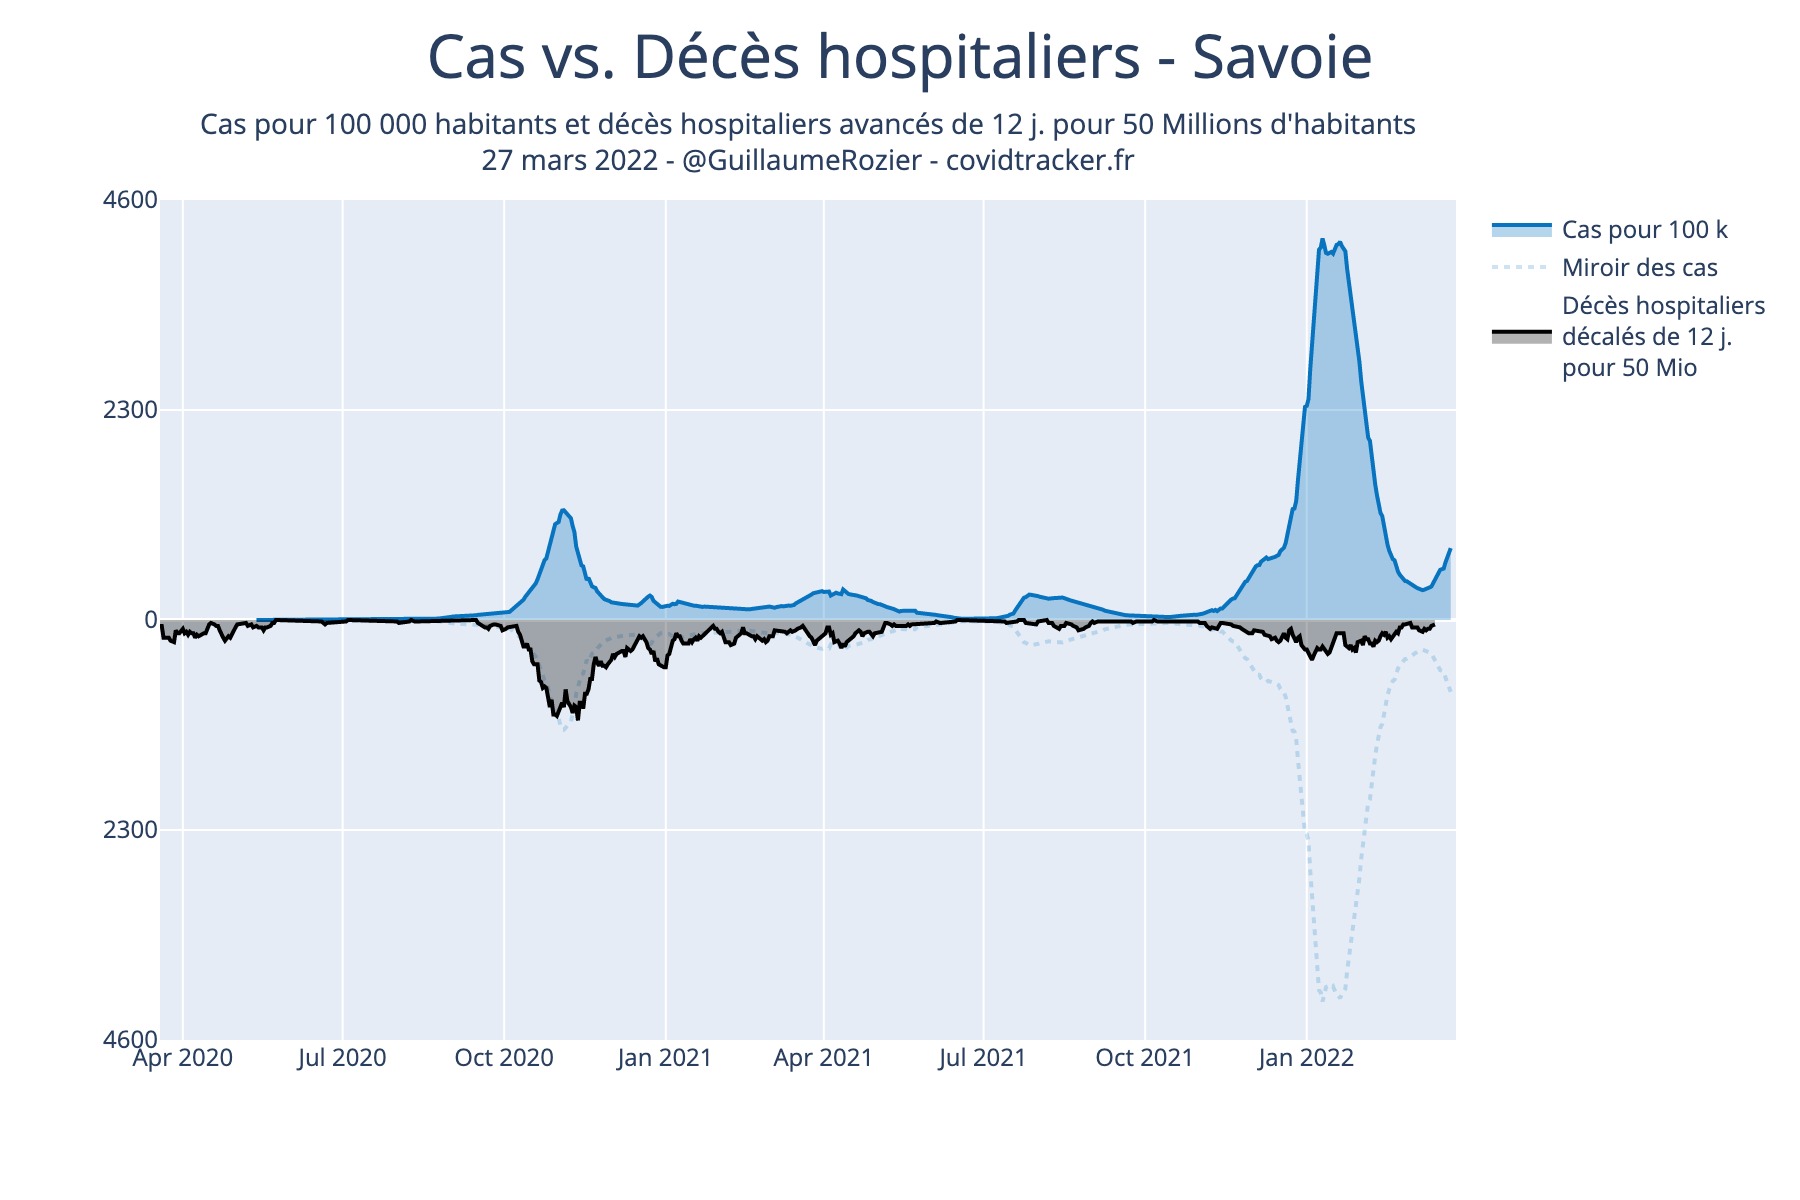 Cas vs. Décès hospitaliers - Savoie
Cas pour 100 000 habitants et décès hospitaliers avancés de 12 j. pour 50 Millions d'habitants
27 mars 2022 - @GuillaumeRozier - covidtracker.fr
4600
2300
0
2300
4600
Apr 2020
Jul 2020
Oct 2020
Jan 2021
Apr 2021
Jul 2021
Oct 2021
Jan 2022
Cas pour 100 k
Miroir des cas
Décès hospitaliers
décalés de 12 j.
pour 50 Mio